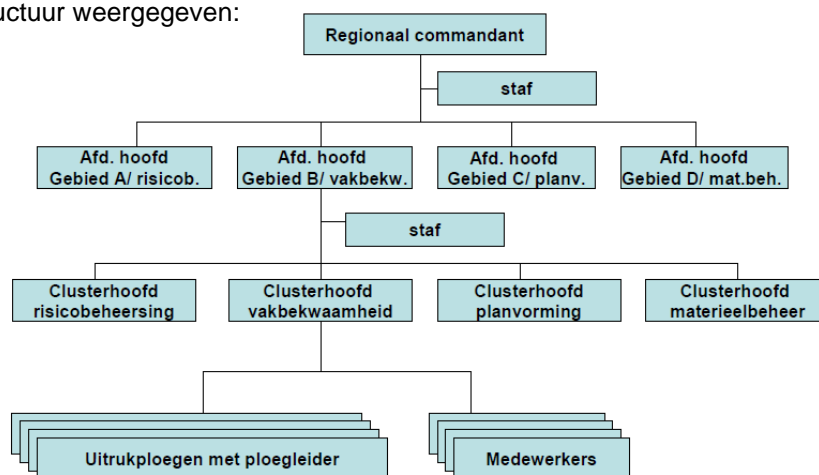 uctuur weergegeven:
Regionaal commandant
staf
Afd. hoofd
Gebied A/ risicob.
Afd. hoofd
Gebied B/ vakbekw.
Afd. hoofd
Gebied C/ planv.
Afd. hoofd
Gebied D/ mat.beh.
staf
Clusterhoofd
risicobeheersing
Clusterhoofd
vakbekwaamheid
Clusterhoofd
planvorming
Clusterhoofd
materieelbeheer
Uitrukploegen met ploegleider
Medewerkers